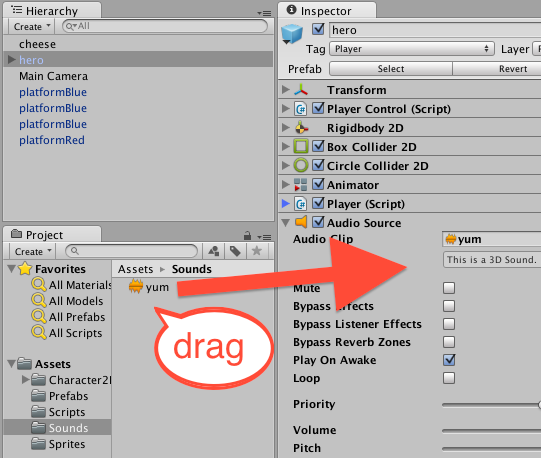 Hierarchy
Create
All
cheese
hero
Main Camera
platformBlue
platformBlue
platformBlue
platformRed
Project
Create
Favorites
All Materials
All Models
All Prefabs
All Scripts
Assets
Character2
Prefabs
Scripts
Sounds
Sprites
Assets ▸ Sounds
yum
drag
Inspector
hero
Tag Player Layer
Prefab Select Revert
Transform
Player Control (Script)
Rigidbody 2D
Box Collider 2D
Circle Collider 2D
Animator
Player (Script)
Audio Source
Audio Clip yum
This is a 3D Sound.
Mute
Bypass Effects
Bypass Listener Effects
Bypass Reverb Zones
Play On Awake
Loop
Priority
Volume
Pitch